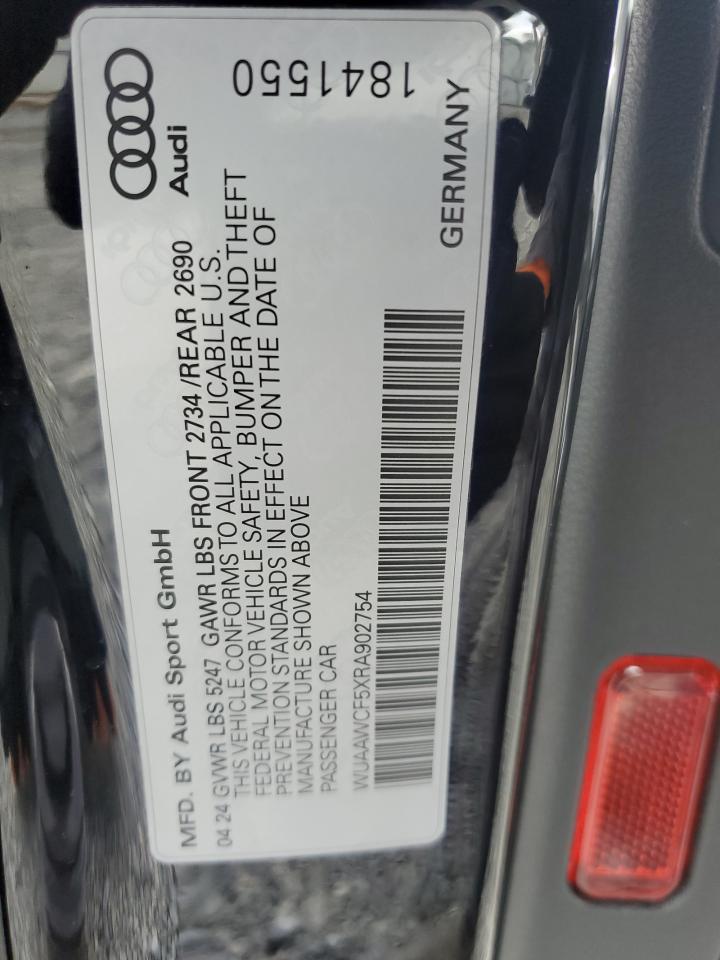 MFD. BY Audi Sport GmbH
04 24 GVWR LBS 5247 GAWR LBS FRONT 2734 /REAR 2690
THIS VEHICLE CONFORMS TO ALL APPLICABLE U.S.
FEDERAL MOTOR VEHICLE SAFETY, BUMPER AND THEFT
PREVENTION STANDARDS IN EFFECT ON THE DATE OF
MANUFACTURE SHOWN ABOVE
PASSENGER CAR
WUAAWCF5XRA902754
Audi
GERMANY
1841550